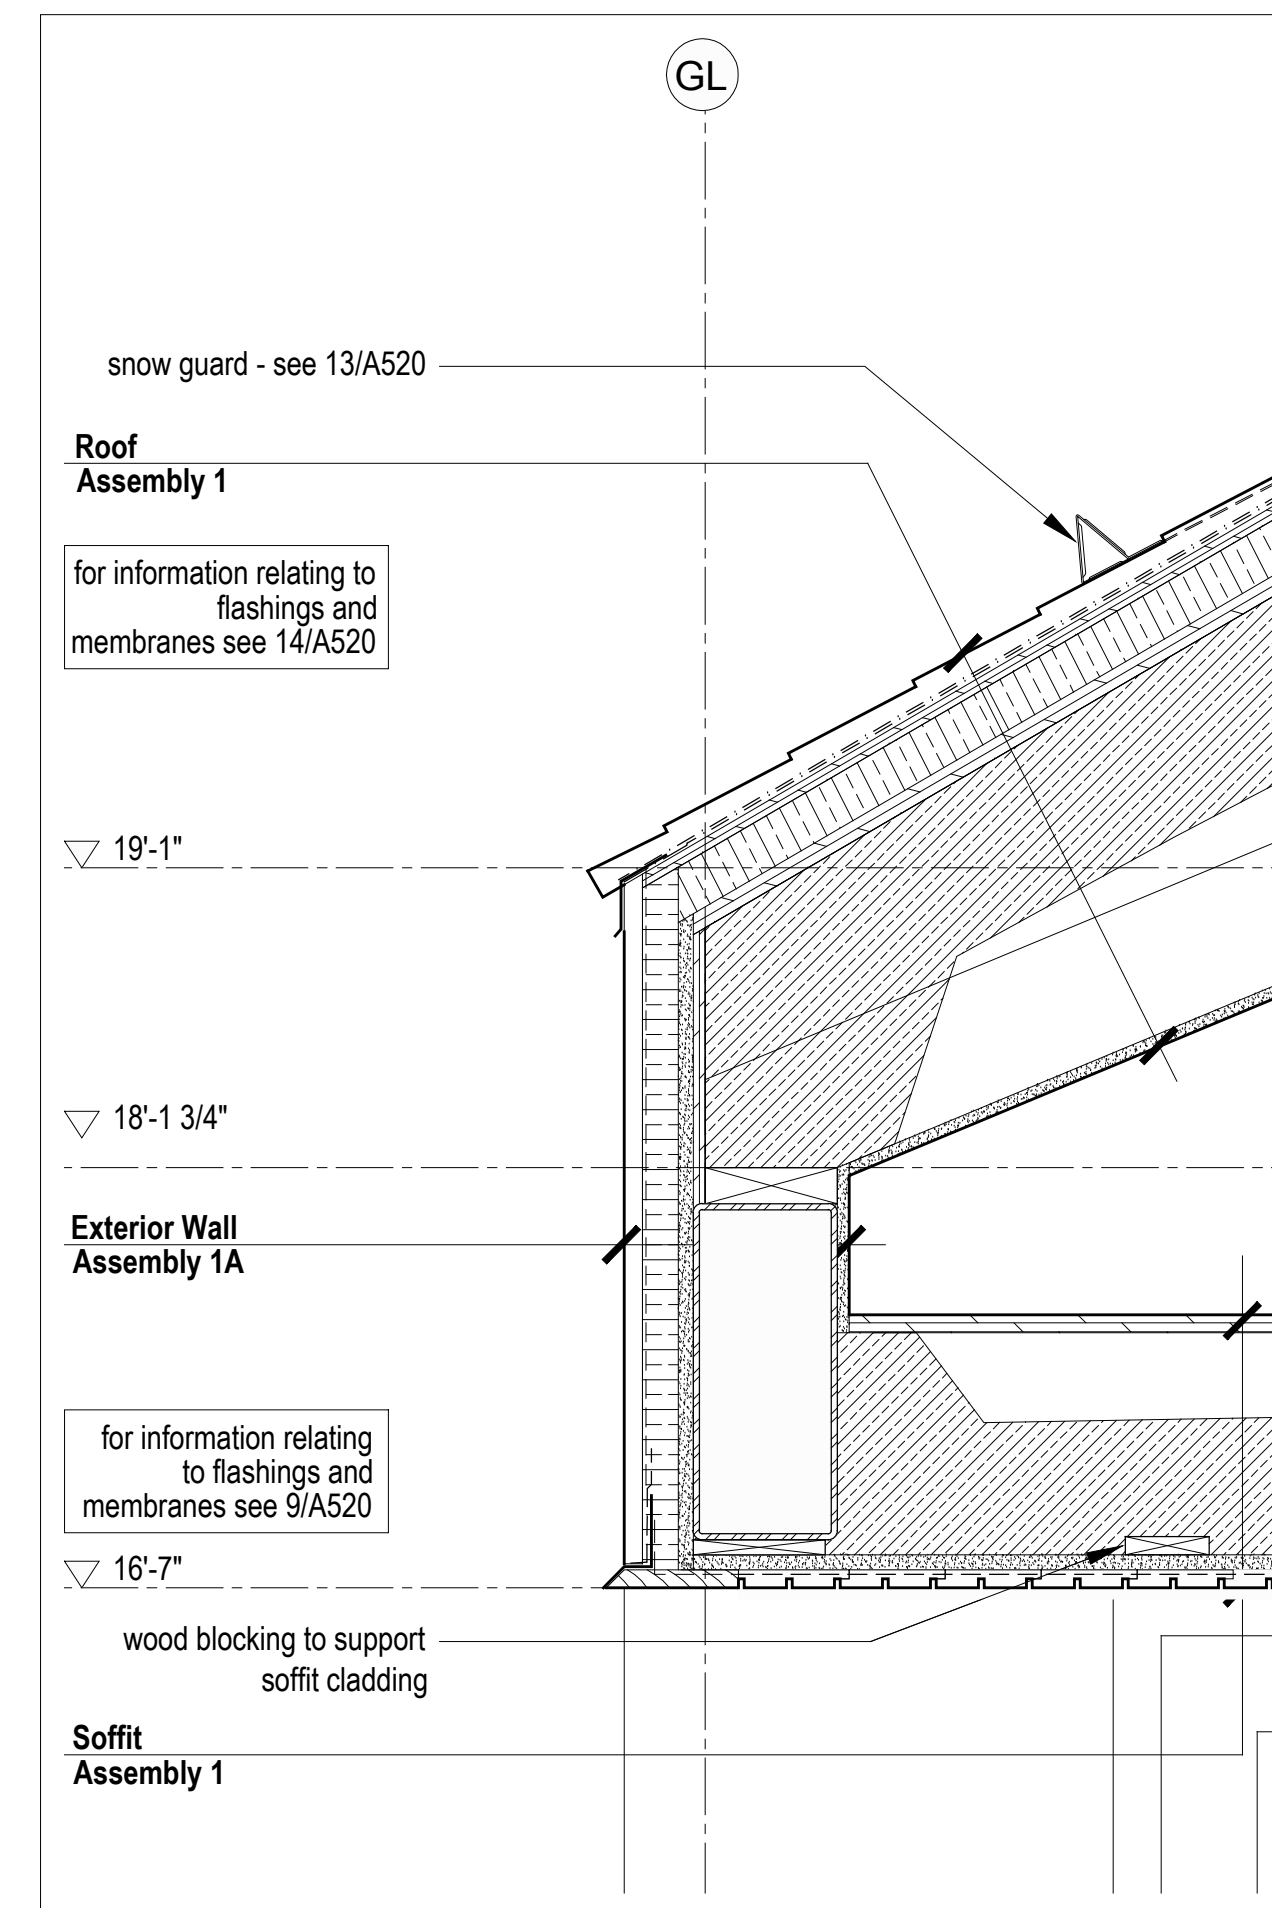 GL
snow guard - see 13/A520
Roof
Assembly 1
for information relating to
flashings and
membranes see 14/A520
19'-1"
18'-1 3/4"
Exterior Wall
Assembly 1A
for information relating
to flashings and
membranes see 9/A520
16'-7"
wood blocking to support
soffit cladding
Soffit
Assembly 1